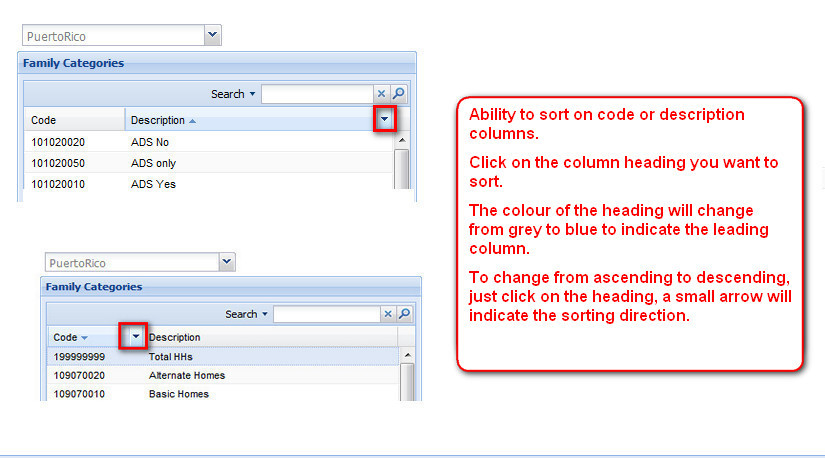 PuertoRico
Family Categories
Search
Code Description
101020020 ADS No
101020050 ADS only
101020010 ADS Yes
PuertoRico
Family Categories
Search
Code Description
199999999 Total HHs
109070020 Alternate Homes
109070010 Basic Homes
Ability to sort on code or description
columns.
Click on the column heading you want to
sort.
The colour of the heading will change
from grey to blue to indicate the leading
column.
To change from ascending to descending,
just click on the heading, a small arrow will
indicate the sorting direction.